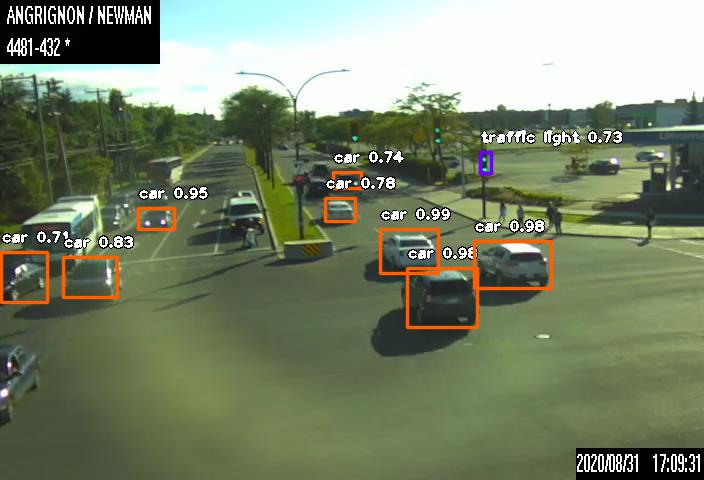 ANGRIGNON / NEWMAN
4481-432 *
traffic light 0.73
car 0.74
car 0.78
car 0.95
car 0.99
car 0.98
car 0.71
car 0.83
car 0.98
2020/08/31 17:09:31